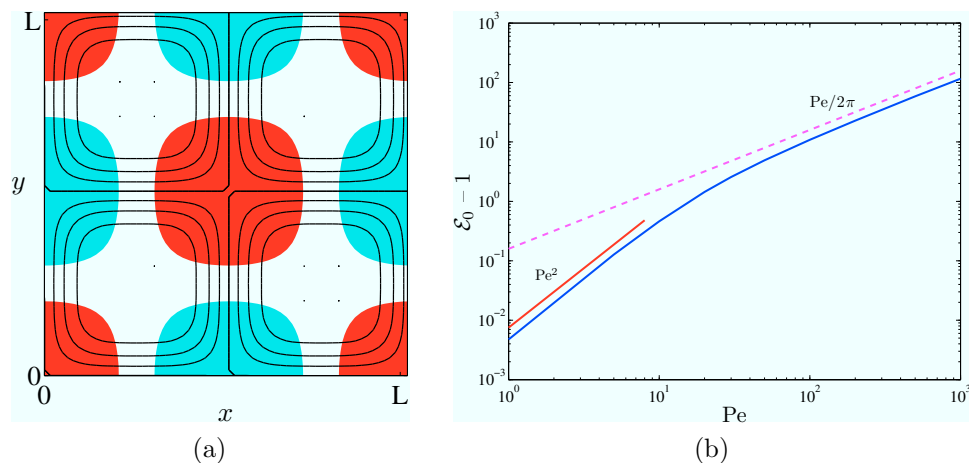 L
y
0
0
L
x
(a)
10³
10²
10¹
10⁰
10⁻¹
10⁻²
10⁻³
ℰ₀ − 1
Pe/2π
Pe²
10⁰
10¹
10²
10³
Pe
(b)